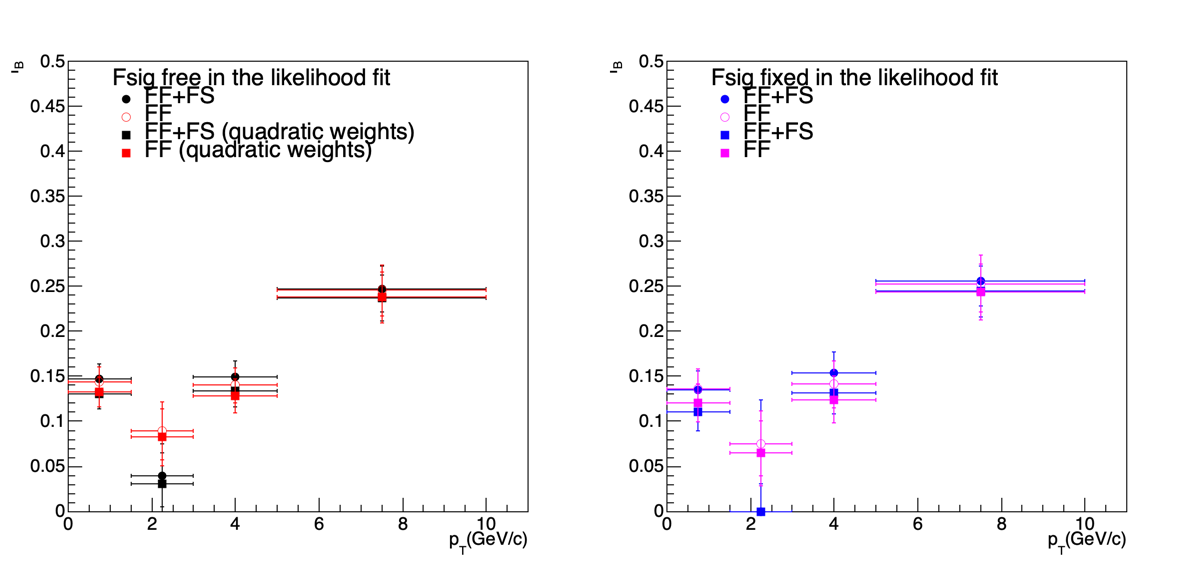 Fsig free in the likelihood fit
FF+FS
FF
FF+FS (quadratic weights)
FF (quadratic weights)
0.5
0.45
0.4
0.35
0.3
0.25
0.2
0.15
0.1
0.05
0
0 2 4 6 8 10
pT(GeV/c)
Fsig fixed in the likelihood fit
FF+FS
FF
FF+FS
FF
0.5
0.45
0.4
0.35
0.3
0.25
0.2
0.15
0.1
0.05
0
0 2 4 6 8 10
pT(GeV/c)